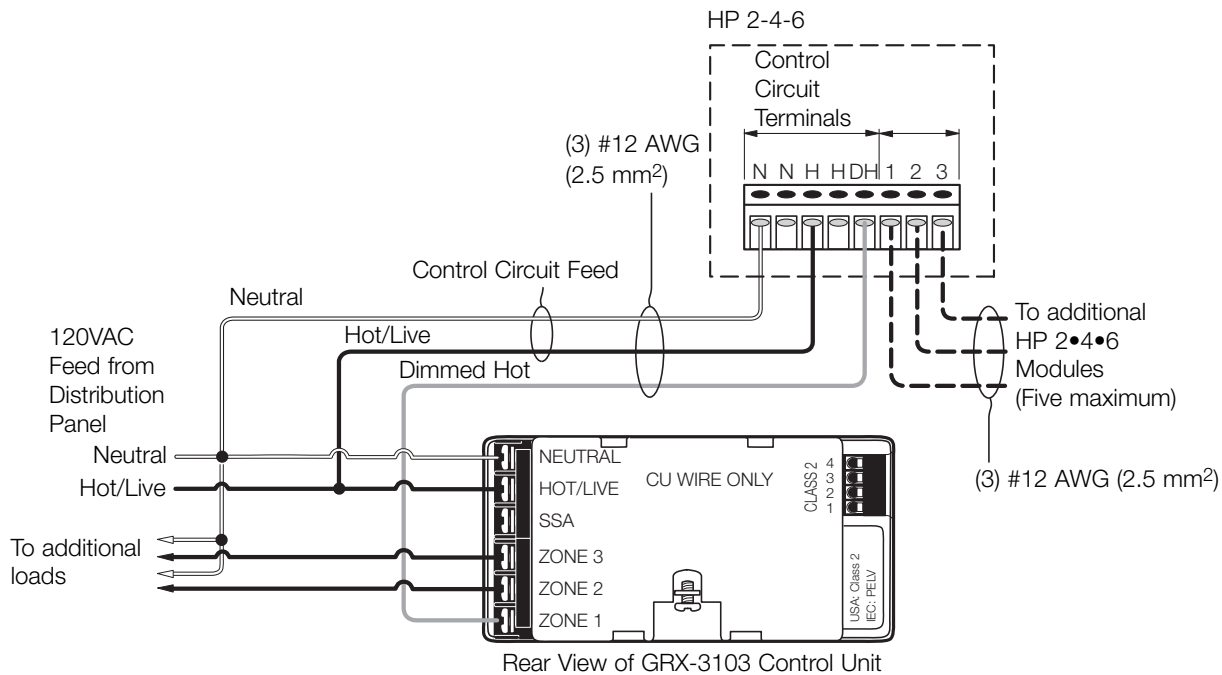 HP 2-4-6
Control
Circuit
Terminals
(3) #12 AWG
(2.5 mm²)
N N H H DH 1 2 3
Control Circuit Feed
Neutral
Hot/Live
Dimmed Hot
To additional
HP 2•4•6
Modules
(Five maximum)
(3) #12 AWG (2.5 mm²)
120VAC
Feed from
Distribution
Panel
Neutral
Hot/Live
To additional
loads
NEUTRAL
HOT/LIVE
SSA
ZONE 3
ZONE 2
ZONE 1
CU WIRE ONLY
CLASS 2
4
3
2
1
USA: Class 2
IEC: PELV
Rear View of GRX-3103 Control Unit